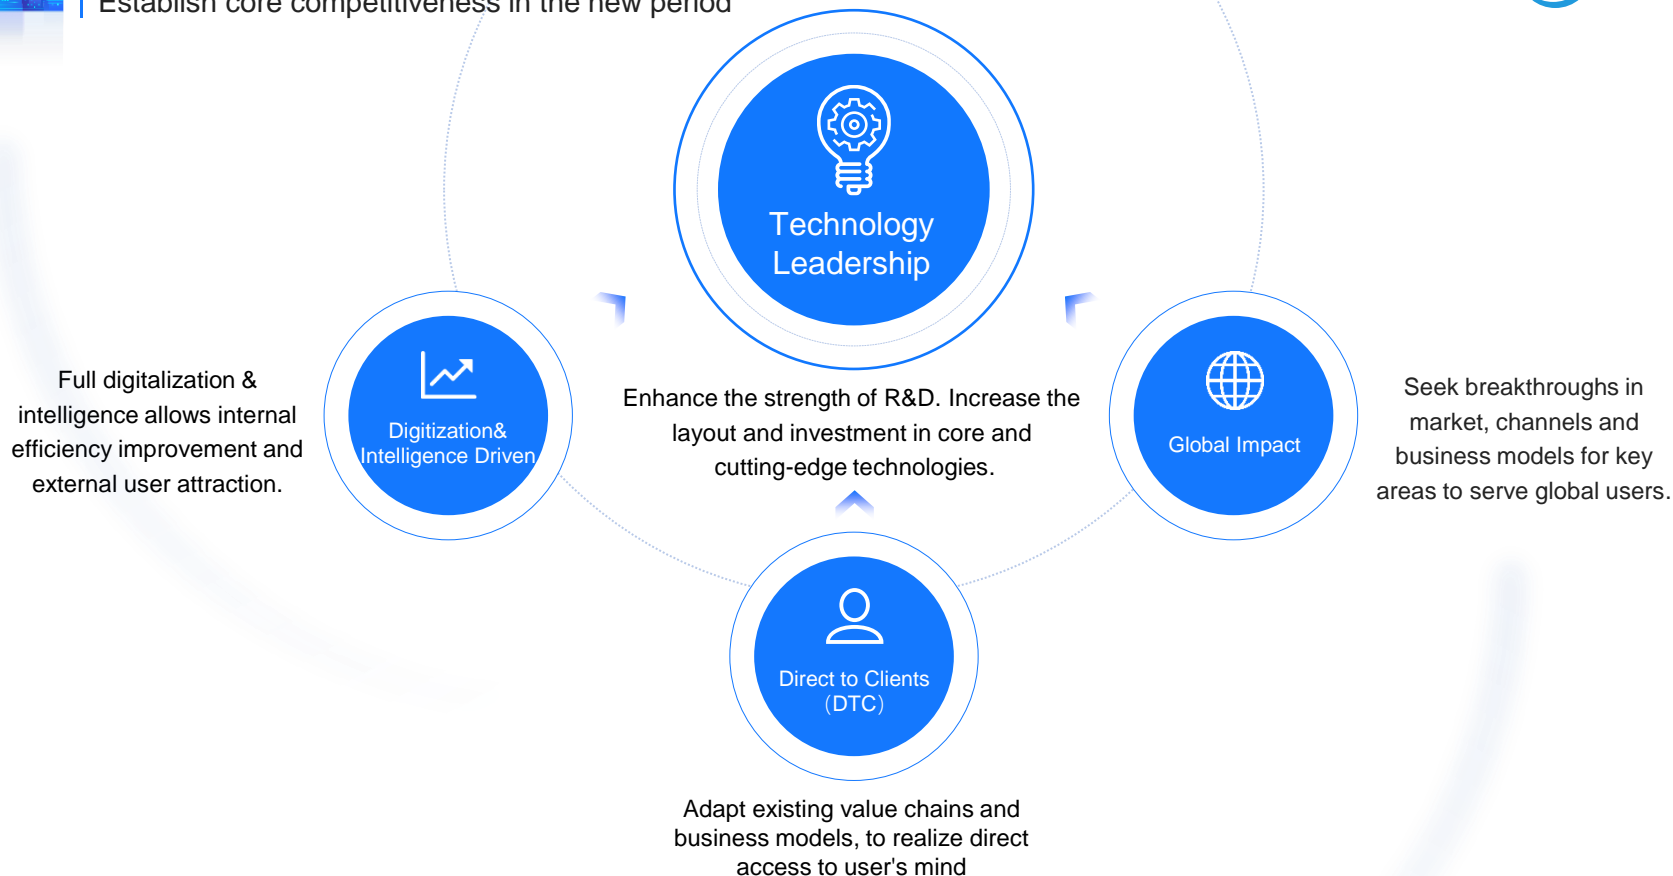 Establish core competitiveness in the new period
Technology
Leadership
Full digitalization &
intelligence allows internal
efficiency improvement and
external user attraction.
Digitization&
Intelligence Driven
Enhance the strength of R&D. Increase the
layout and investment in core and
cutting-edge technologies.
Global Impact
Seek breakthroughs in
market, channels and
business models for key
areas to serve global users.
Direct to Clients
（DTC）
Adapt existing value chains and
business models, to realize direct
access to user's mind